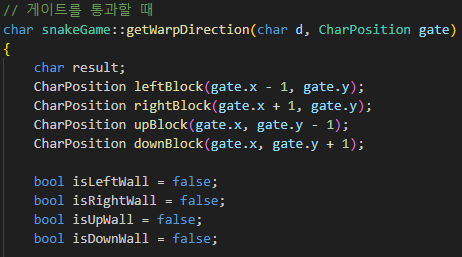 // 게이트를 통과할 때
char snakeGame::getWarpDirection(char d, CharPosition gate)
{
    char result;
    CharPosition leftBlock(gate.x - 1, gate.y);
    CharPosition rightBlock(gate.x + 1, gate.y);
    CharPosition upBlock(gate.x, gate.y - 1);
    CharPosition downBlock(gate.x, gate.y + 1);

    bool isLeftWall = false;
    bool isRightWall = false;
    bool isUpWall = false;
    bool isDownWall = false;